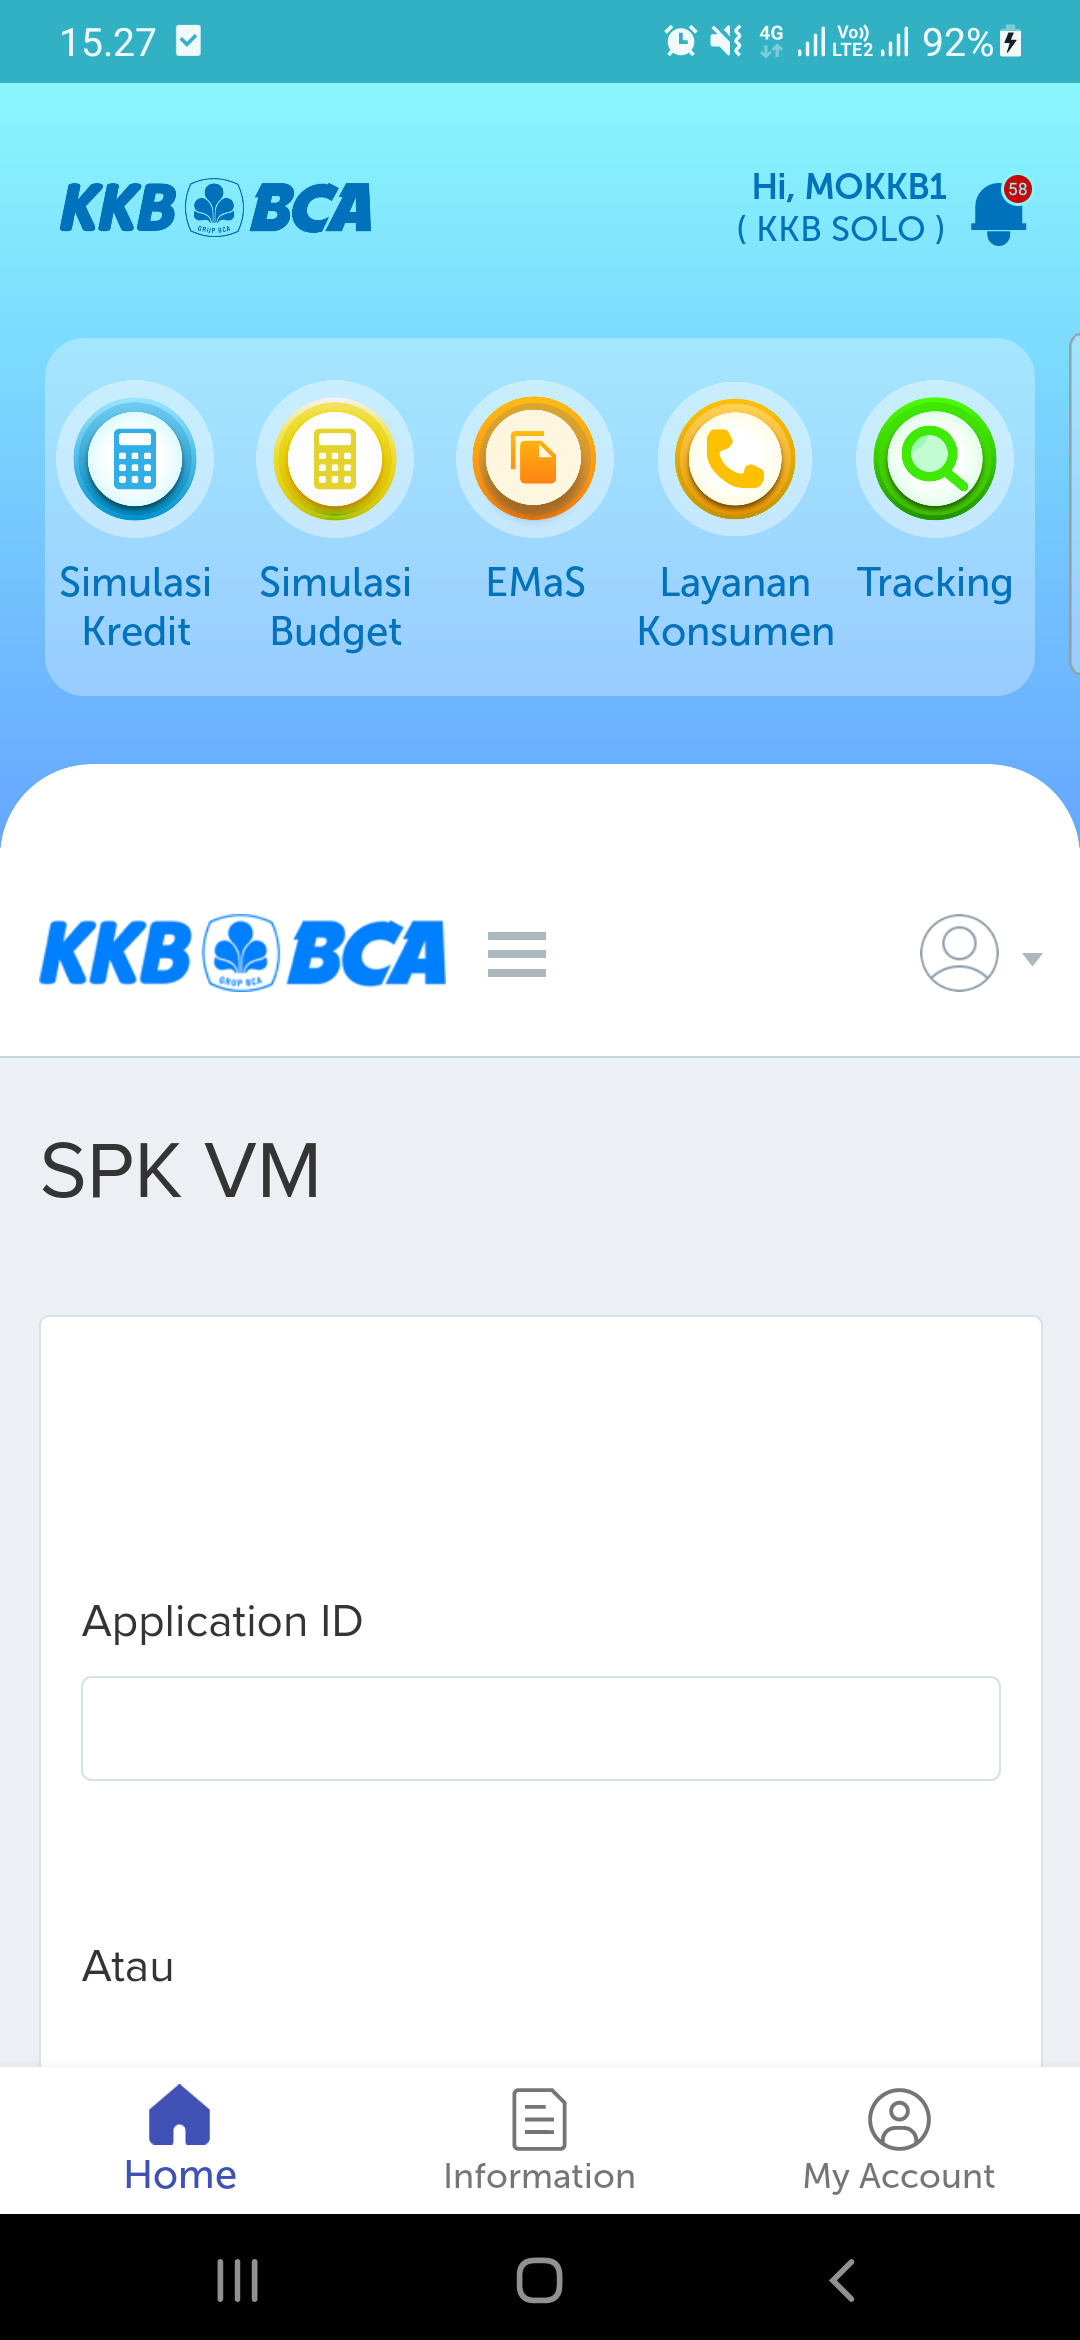 15.27
4G
Vo))
LTE2
92%
KKB BCA
GRUP BCA
Hi, MOKKB1
( KKB SOLO )
58
Simulasi
Kredit
Simulasi
Budget
EMaS
Layanan
Konsumen
Tracking
KKB BCA
GRUP BCA
SPK VM
Application ID
Atau
Home
Information
My Account